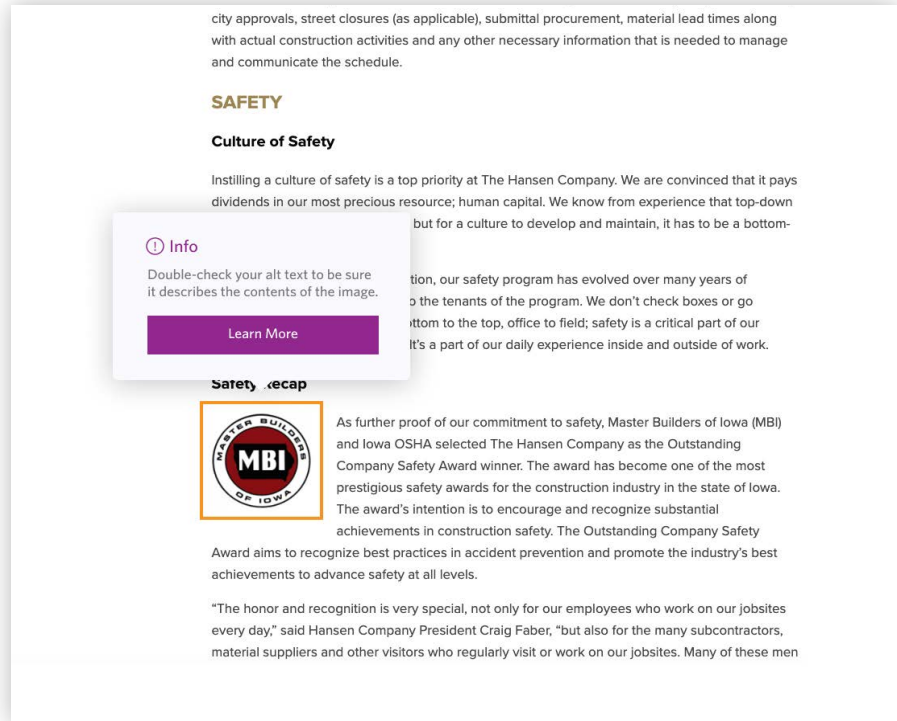 city approvals, street closures (as applicable), submittal procurement, material lead times along
with actual construction activities and any other necessary information that is needed to manage
and communicate the schedule.
SAFETY
Culture of Safety
Instilling a culture of safety is a top priority at The Hansen Company. We are convinced that it pays
dividends in our most precious resource; human capital. We know from experience that top-down
but for a culture to develop and maintain, it has to be a bottom-
Info
Double-check your alt text to be sure
it describes the contents of the image.
Learn More
tion, our safety program has evolved over many years of
the tenants of the program. We don't check boxes or go
ttom to the top, office to field; safety is a critical part of our
It's a part of our daily experience inside and outside of work.
Safety Recap
MASTER BUILDERS
MBI
OF IOWA
As further proof of our commitment to safety, Master Builders of Iowa (MBI)
and Iowa OSHA selected The Hansen Company as the Outstanding
Company Safety Award winner. The award has become one of the most
prestigious safety awards for the construction industry in the state of Iowa.
The award's intention is to encourage and recognize substantial
achievements in construction safety. The Outstanding Company Safety
Award aims to recognize best practices in accident prevention and promote the industry's best
achievements to advance safety at all levels.
"The honor and recognition is very special, not only for our employees who work on our jobsites
every day," said Hansen Company President Craig Faber, "but also for the many subcontractors,
material suppliers and other visitors who regularly visit or work on our jobsites. Many of these men